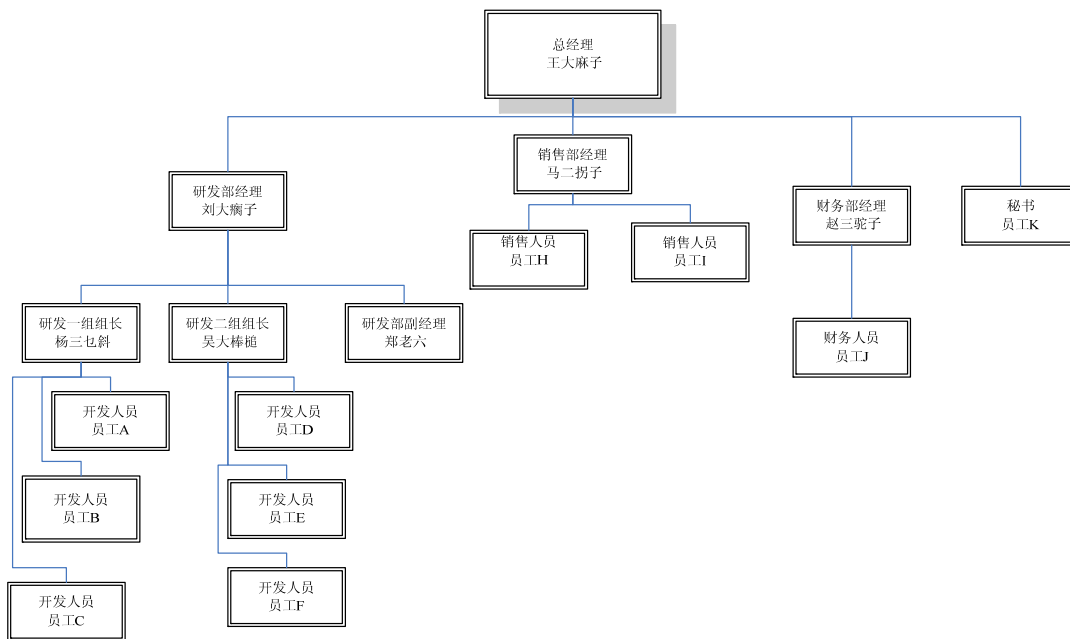 总经理
王大麻子
销售部经理
马二拐子
研发部经理
刘大瘸子
财务部经理
赵三驼子
秘书
员工K
销售人员
员工H
销售人员
员工I
研发一组组长
杨三乜斜
研发二组组长
吴大棒槌
研发部副经理
郑老六
财务人员
员工J
开发人员
员工A
开发人员
员工D
开发人员
员工B
开发人员
员工E
开发人员
员工C
开发人员
员工F